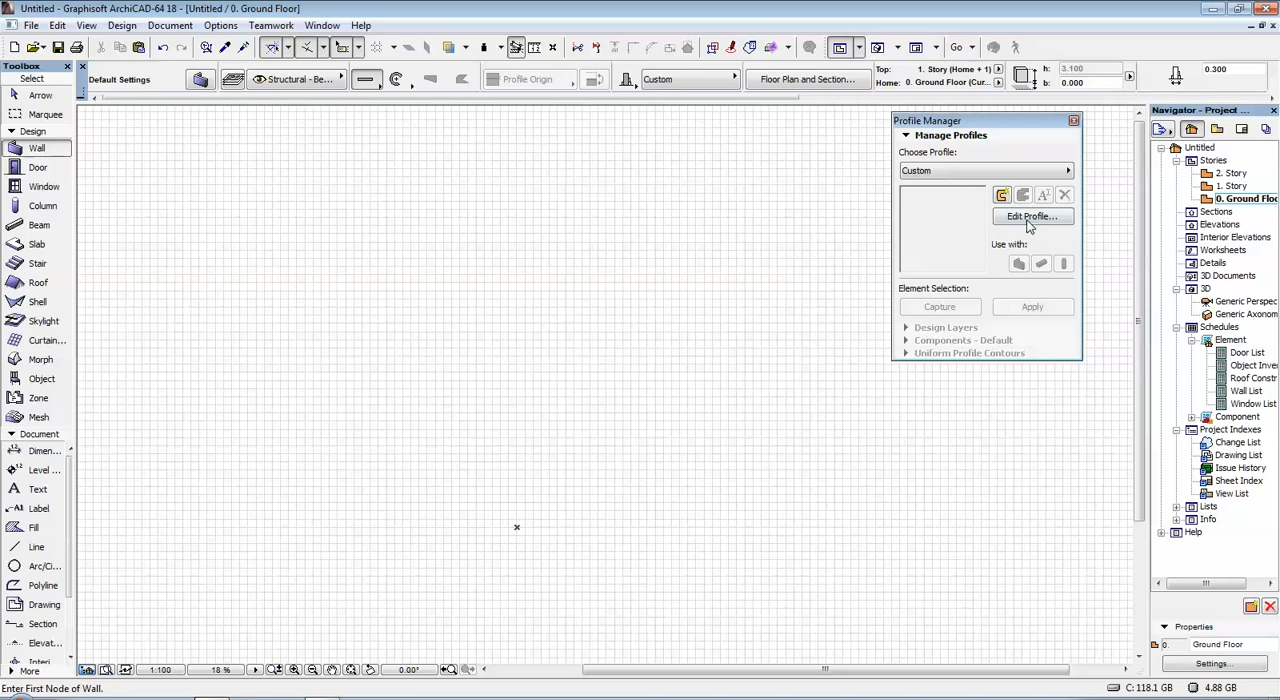 Untitled - Graphisoft ArchiCAD-64 18 - [Untitled / 0. Ground Floor]
File Edit View Design Document Options Teamwork Window Help
Go
Toolbox
Select
Arrow
Marquee
Design
Wall
Door
Window
Column
Beam
Slab
Stair
Roof
Shell
Skylight
Curtain...
Morph
Object
Zone
Mesh
Document
Dimen...
Level ...
Text
Label
Fill
Line
Arc/Ci...
Polyline
Drawing
Section
Elevat...
Interi
More
Default Settings
Structural - Be...
Profile Origin
Custom
Floor Plan and Section...
Top: 1. Story (Home + 1)
Home: 0. Ground Floor (Cur...
h: 3.100
b: 0.000
0.300
Profile Manager
Manage Profiles
Choose Profile:
Custom
Edit Profile...
Use with:
Element Selection:
Capture Apply
Design Layers
Components - Default
Uniform Profile Contours
Navigator - Project ...
Untitled
Stories
2. Story
1. Story
0. Ground Floo
Sections
Elevations
Interior Elevations
Worksheets
Details
3D Documents
3D
Generic Perspec
Generic Axonom
Schedules
Element
Door List
Object Inve
Roof Constr
Wall List
Window List
Component
Project Indexes
Change List
Drawing List
Issue History
Sheet Index
View List
Lists
Info
Help
Properties
0. Ground Floor
Settings...
1:100 18 % 0.00°
Enter First Node of Wall.
C: 118.1 GB 4.88 GB